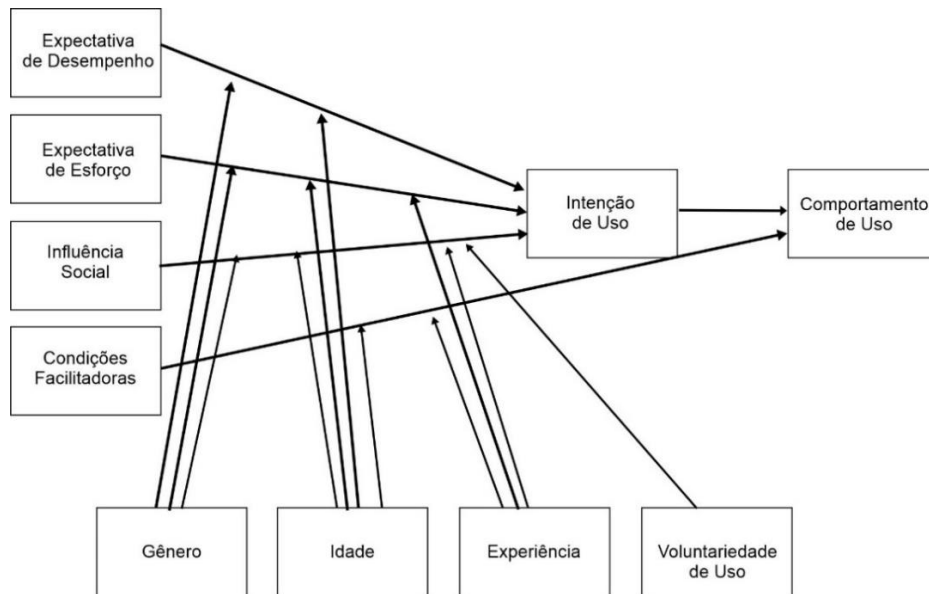 Expectativa
de Desempenho
Expectativa
de Esforço
Influência
Social
Condições
Facilitadoras
Intenção
de Uso
Comportamento
de Uso
Gênero
Idade
Experiência
Voluntariedade
de Uso